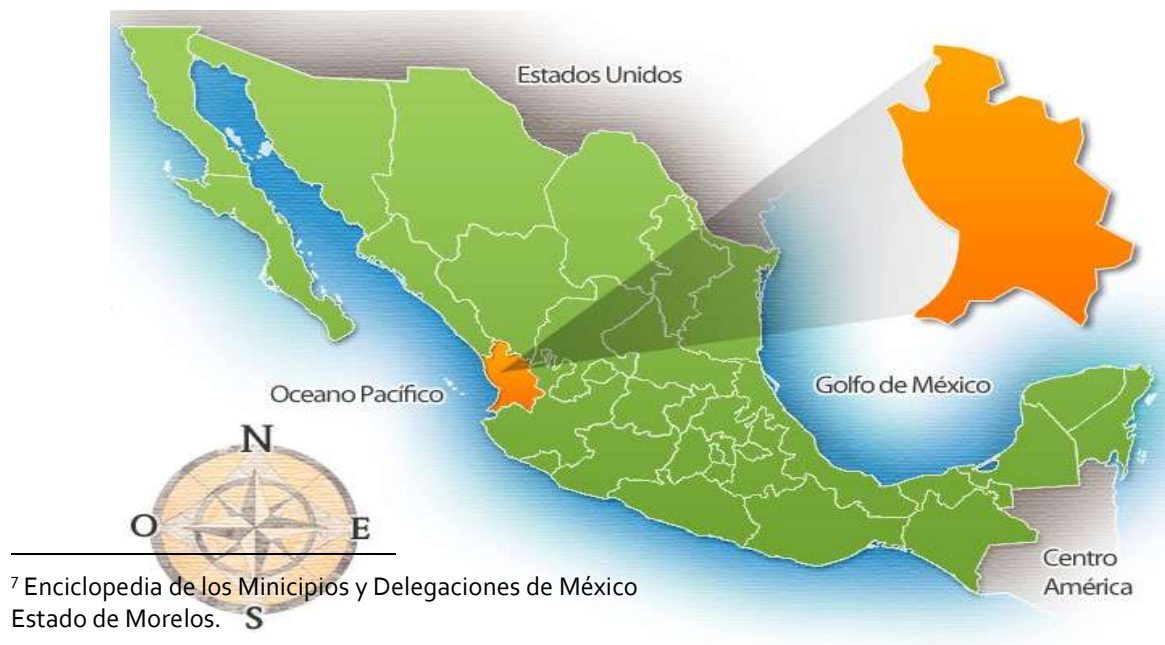 Estados Unidos
Golfo de México
Oceano Pacífico
N
O
E
Centro
América
⁷ Enciclopedia de los Minicipios y Delegaciones de México
Estado de Morelos.
S